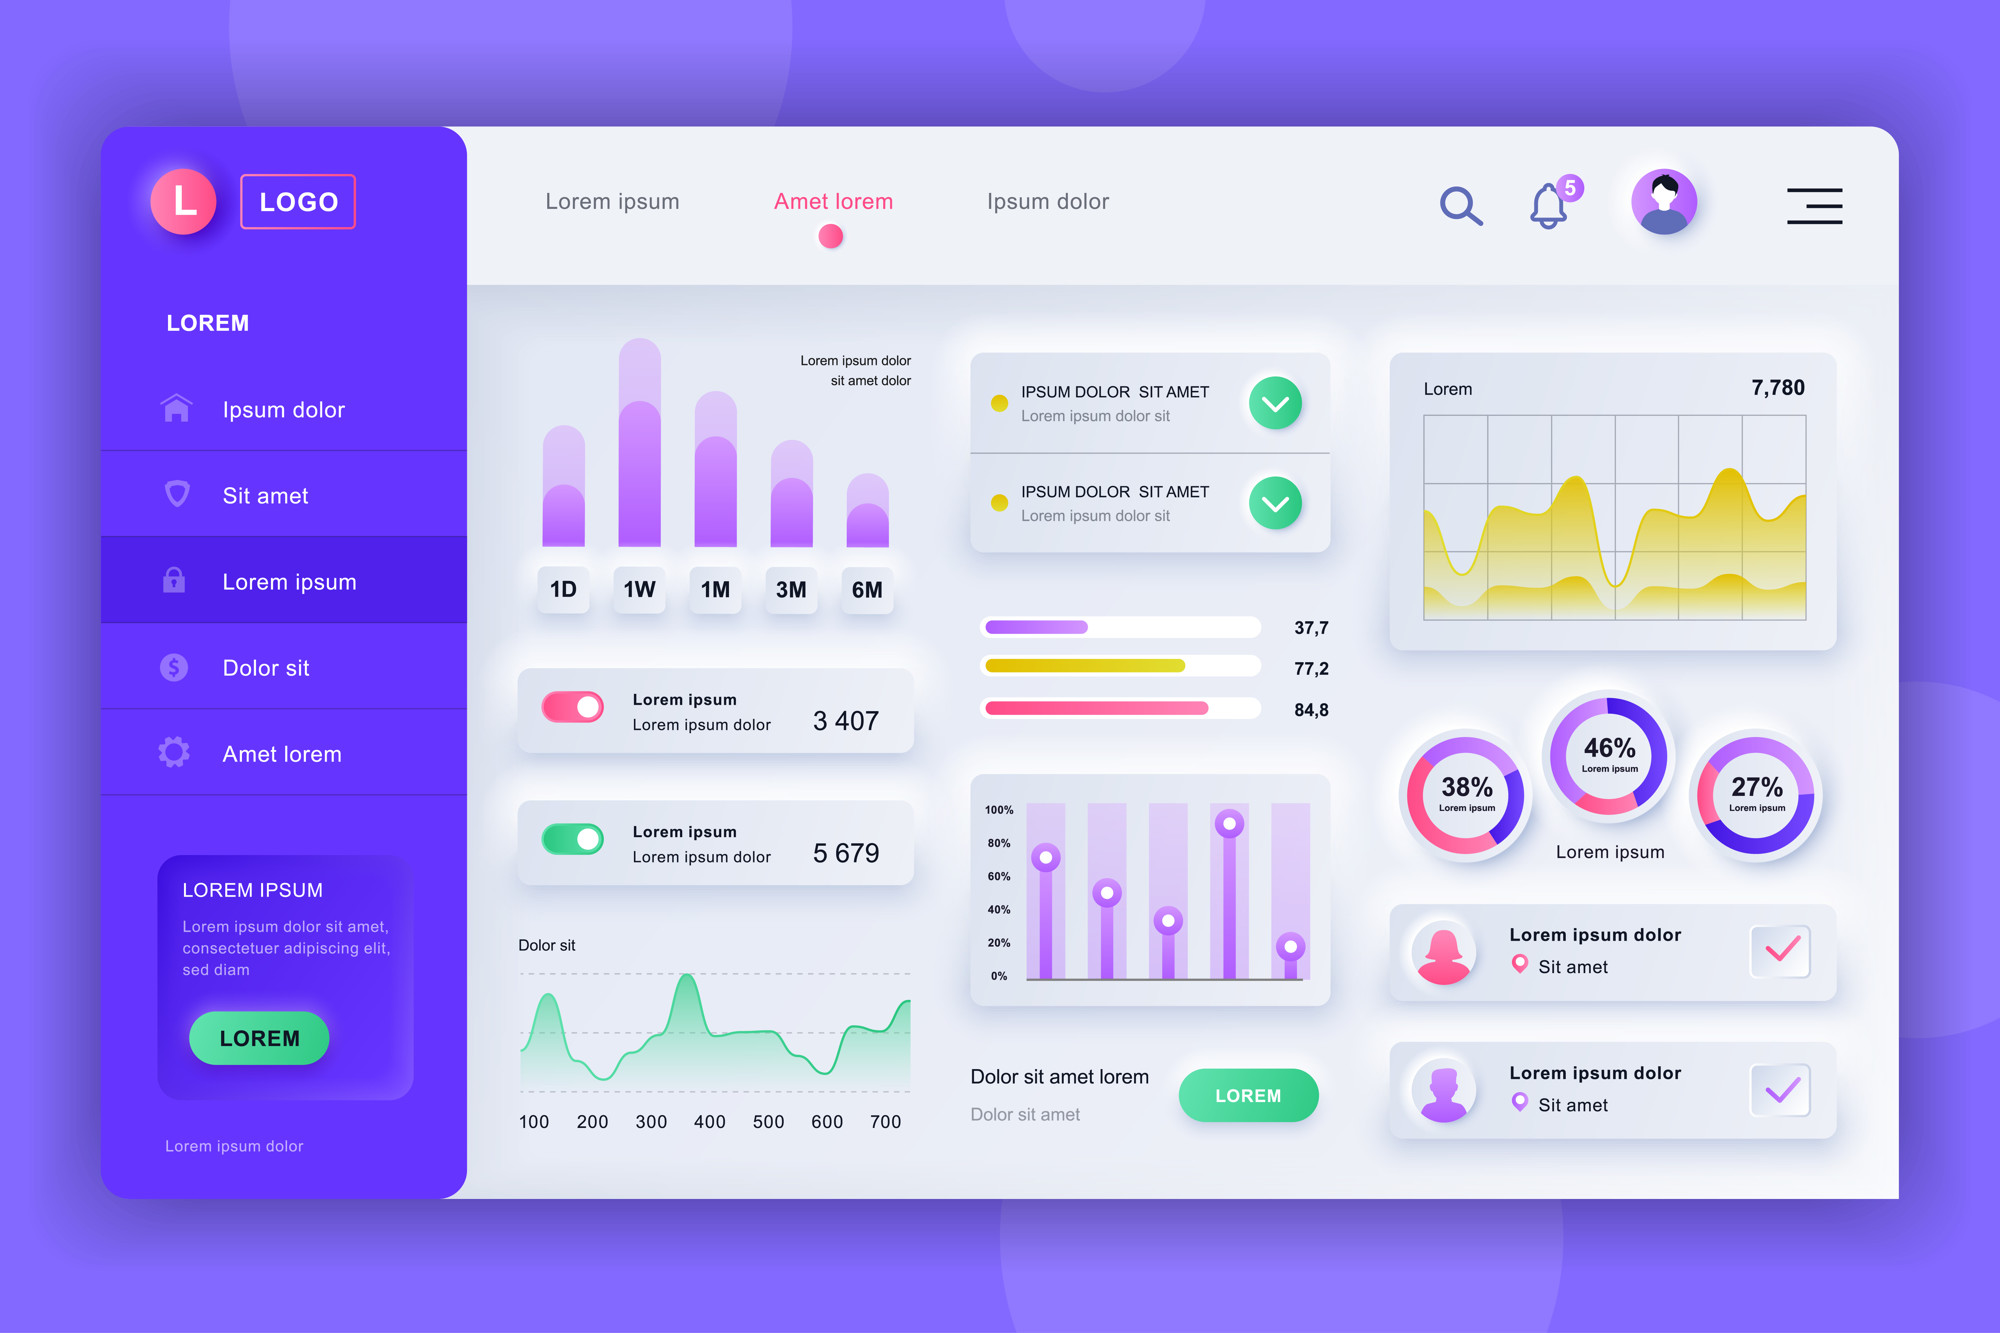 L
LOGO
LOREM
Ipsum dolor
Sit amet
Lorem ipsum
$
Dolor sit
Amet lorem
LOREM IPSUM
Lorem ipsum dolor sit amet,
consectetuer adipiscing elit,
sed diam
LOREM
Lorem ipsum dolor
Lorem ipsum
Amet lorem
Ipsum dolor
5
Lorem ipsum dolor
sit amet dolor
1D 1W 1M 3M 6M
Lorem ipsum
Lorem ipsum dolor
3 407
Lorem ipsum
Lorem ipsum dolor
5 679
Dolor sit
100 200 300 400 500 600 700
IPSUM DOLOR SIT AMET
Lorem ipsum dolor sit
IPSUM DOLOR SIT AMET
Lorem ipsum dolor sit
37,7
77,2
84,8
100%
80%
60%
40%
20%
0%
Dolor sit amet lorem
Dolor sit amet
LOREM
Lorem
7,780
38%
Lorem ipsum
46%
Lorem ipsum
27%
Lorem ipsum
Lorem ipsum
Lorem ipsum dolor
Sit amet
Lorem ipsum dolor
Sit amet